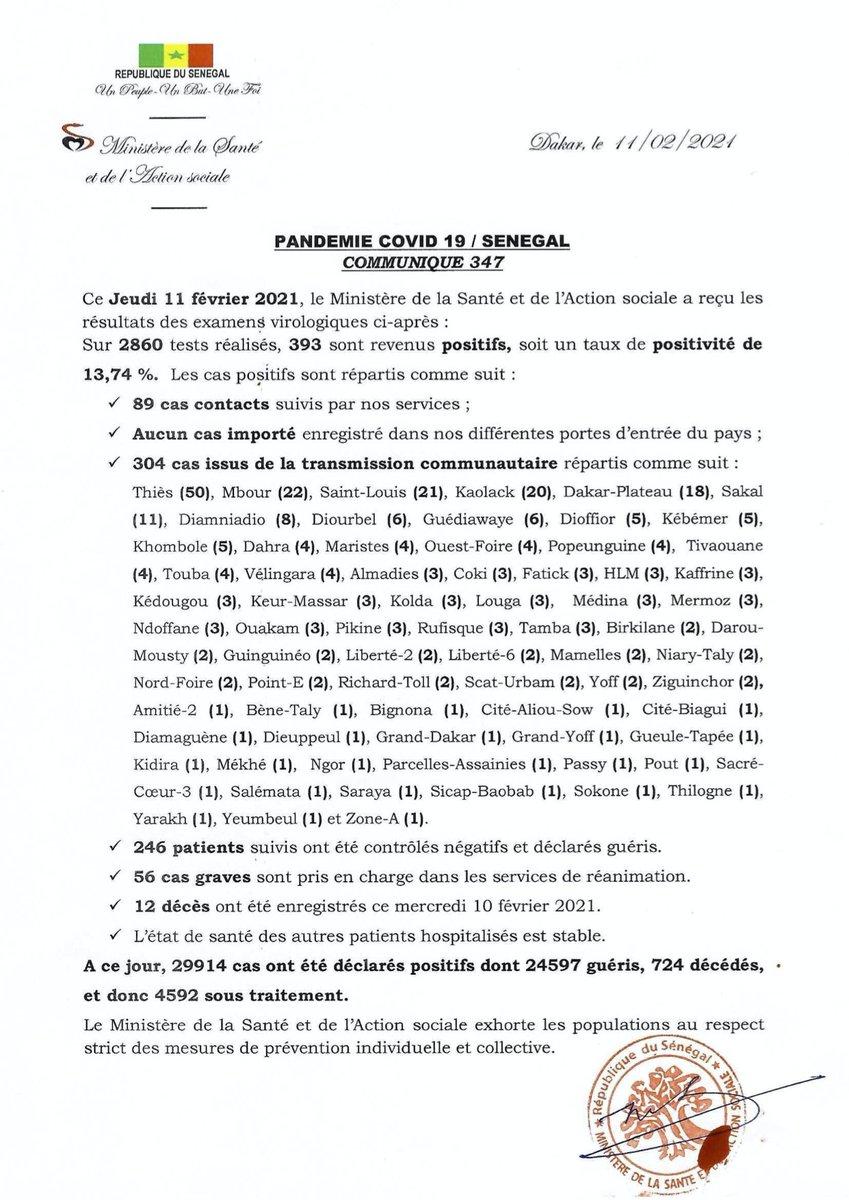 REPUBLIQUE DU SENEGAL
Un Peuple - Un But - Une Foi
Ministère de la Santé
et de l'Action sociale
Dakar, le 11/02/2021
PANDEMIE COVID 19 / SENEGAL
COMMUNIQUE 347
Ce Jeudi 11 février 2021, le Ministère de la Santé et de l'Action sociale a reçu les
résultats des examens virologiques ci-après :
Sur 2860 tests réalisés, 393 sont revenus positifs, soit un taux de positivité de
13,74 %. Les cas positifs sont répartis comme suit :
✓ 89 cas contacts suivis par nos services ;
✓ Aucun cas importé enregistré dans nos différentes portes d'entrée du pays ;
✓ 304 cas issus de la transmission communautaire répartis comme suit :
Thiès (50), Mbour (22), Saint-Louis (21), Kaolack (20), Dakar-Plateau (18), Sakal
(11), Diamniadio (8), Diourbel (6), Guédiawaye (6), Dioffior (5), Kébémer (5),
Khombole (5), Dahra (4), Maristes (4), Ouest-Foire (4), Popeunguine (4), Tivaouane
(4), Touba (4), Vélingara (4), Almadies (3), Coki (3), Fatick (3), HLM (3), Kaffrine (3),
Kédougou (3), Keur-Massar (3), Kolda (3), Louga (3), Médina (3), Mermoz (3),
Ndoffane (3), Ouakam (3), Pikine (3), Rufisque (3), Tamba (3), Birkilane (2), Darou-
Mousty (2), Guinguinéo (2), Liberté-2 (2), Liberté-6 (2), Mamelles (2), Niary-Taly (2),
Nord-Foire (2), Point-E (2), Richard-Toll (2), Scat-Urbam (2), Yoff (2), Ziguinchor (2),
Amitié-2 (1), Bène-Taly (1), Bignona (1), Cité-Aliou-Sow (1), Cité-Biagui (1),
Diamaguène (1), Dieuppeul (1), Grand-Dakar (1), Grand-Yoff (1), Gueule-Tapée (1),
Kidira (1), Mékhé (1), Ngor (1), Parcelles-Assainies (1), Passy (1), Pout (1), Sacré-
Cœur-3 (1), Salémata (1), Saraya (1), Sicap-Baobab (1), Sokone (1), Thilogne (1),
Yarakh (1), Yeumbeul (1) et Zone-A (1).
✓ 246 patients suivis ont été contrôlés négatifs et déclarés guéris.
✓ 56 cas graves sont pris en charge dans les services de réanimation.
✓ 12 décès ont été enregistrés ce mercredi 10 février 2021.
✓ L'état de santé des autres patients hospitalisés est stable.
A ce jour, 29914 cas ont été déclarés positifs dont 24597 guéris, 724 décédés,
et donc 4592 sous traitement.
Le Ministère de la Santé et de l'Action sociale exhorte les populations au respect
strict des mesures de prévention individuelle et collective.
République du Sénégal
MINISTÈRE DE LA SANTE E ACTION SOCIALE